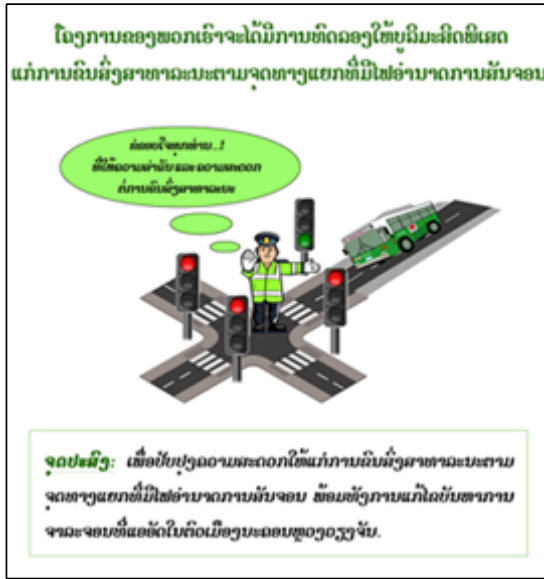 ໂຄງການຂອງພວກເຮົາຈະໄດ້ມີການທົດລອງໃຫ້ບູລິມະສິດພິເສດ
ແກ່ການຂົນສົ່ງສາທາລະນະຕາມຈຸດທາງແຍກທີ່ມີໄຟອຳນາດການສັນຈອນ
ຂໍຂອບໃຈທຸກທ່ານ..!
ທີ່ໃຫ້ຄວາມສຳຄັນ ແລະ ຄວາມສະດວກ
ຕໍ່ການຂົນສົ່ງສາທາລະນະ
ຈຸດປະສົງ: ເພື່ອປັບປຸງຄວາມສະດວກໃຫ້ແກ່ການຂົນສົ່ງສາທາລະນະຕາມ
ຈຸດທາງແຍກທີ່ມີໄຟອຳນາດການສັນຈອນ ພ້ອມທັງການແກ້ໄຂບັນຫາການ
ຈາລະຈອນທີ່ແອອັດໃນຕົວເມືອງນະຄອນຫຼວງວຽງຈັນ.